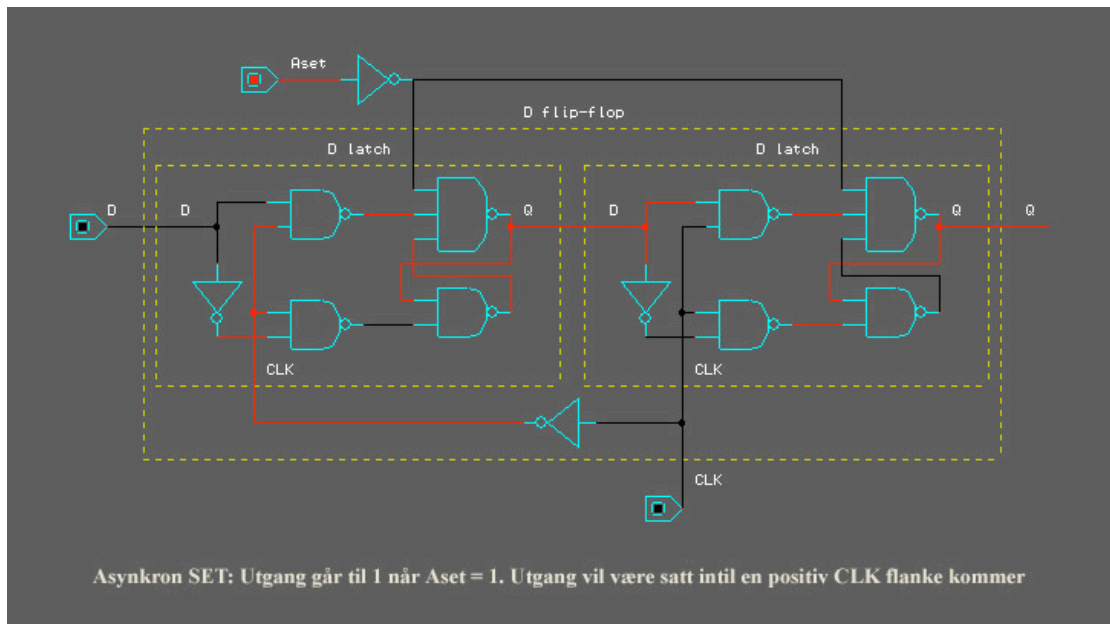 Aset
D flip-flop
D latch
D latch
D
D
Q
D
Q
Q
CLK
CLK
CLK
Asynkron SET: Utgang går til 1 når Aset = 1. Utgang vil være satt intil en positiv CLK flanke kommer